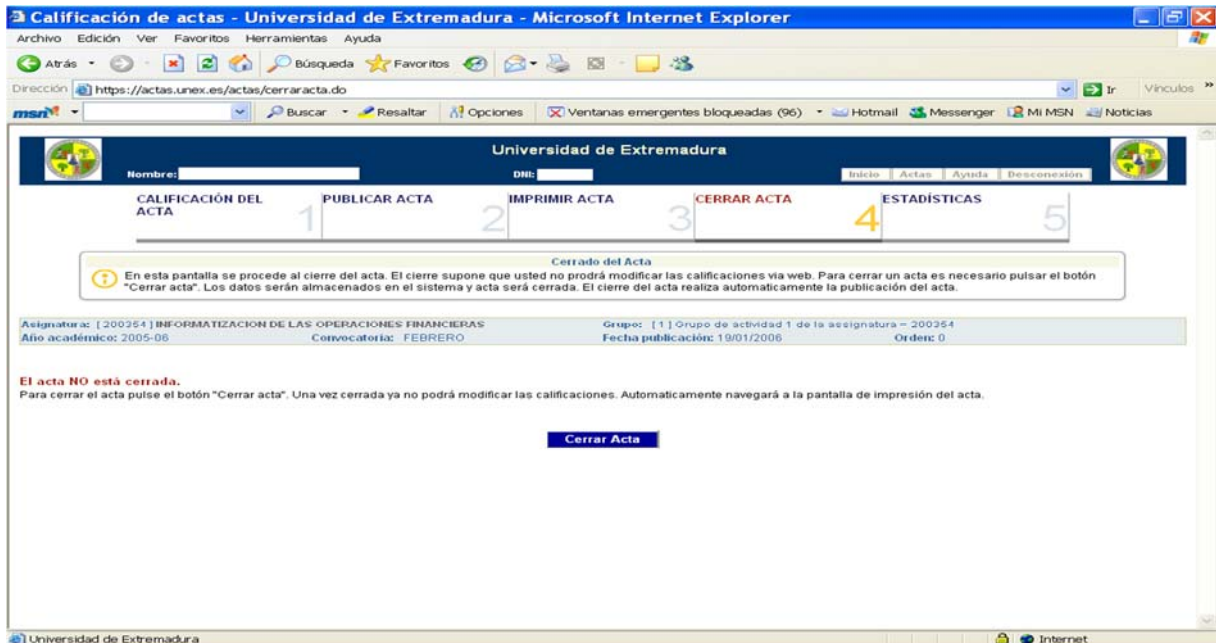 Calificación de actas - Universidad de Extremadura - Microsoft Internet Explorer
Archivo Edición Ver Favoritos Herramientas Ayuda
Atrás Búsqueda Favoritos
Dirección https://actas.unex.es/actas/cerraracta.do Ir Vínculos »
msn Buscar Resaltar Opciones Ventanas emergentes bloqueadas (96) Hotmail Messenger Mi MSN Noticias
Universidad de Extremadura
Nombre: DNI: Inicio Actas Ayuda Desconexión
CALIFICACIÓN DEL ACTA 1 PUBLICAR ACTA 2 IMPRIMIR ACTA 3 CERRAR ACTA 4 ESTADÍSTICAS 5
Cerrado del Acta
En esta pantalla se procede al cierre del acta. El cierre supone que usted no prodrá modificar las calificaciones via web. Para cerrar un acta es necesario pulsar el botón
"Cerrar acta". Los datos serán almacenados en el sistema y acta será cerrada. El cierre del acta realiza automaticamente la publicación del acta.
Asignatura: [200354] INFORMATIZACION DE LAS OPERACIONES FINANCIERAS Grupo: [1] Grupo de actividad 1 de la assignatura - 200354
Año académico: 2005-06 Convocatoria: FEBRERO Fecha publicación: 19/01/2006 Orden: 0
El acta NO está cerrada.
Para cerrar el acta pulse el botón "Cerrar acta". Una vez cerrada ya no podrá modificar las calificaciones. Automaticamente navegará a la pantalla de impresión del acta.
Cerrar Acta
Universidad de Extremadura Internet